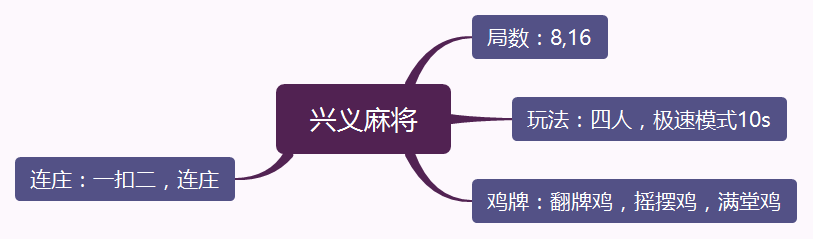 兴义麻将
局数：8,16
玩法：四人，极速模式10s
鸡牌：翻牌鸡，摇摆鸡，满堂鸡
连庄：一扣二，连庄